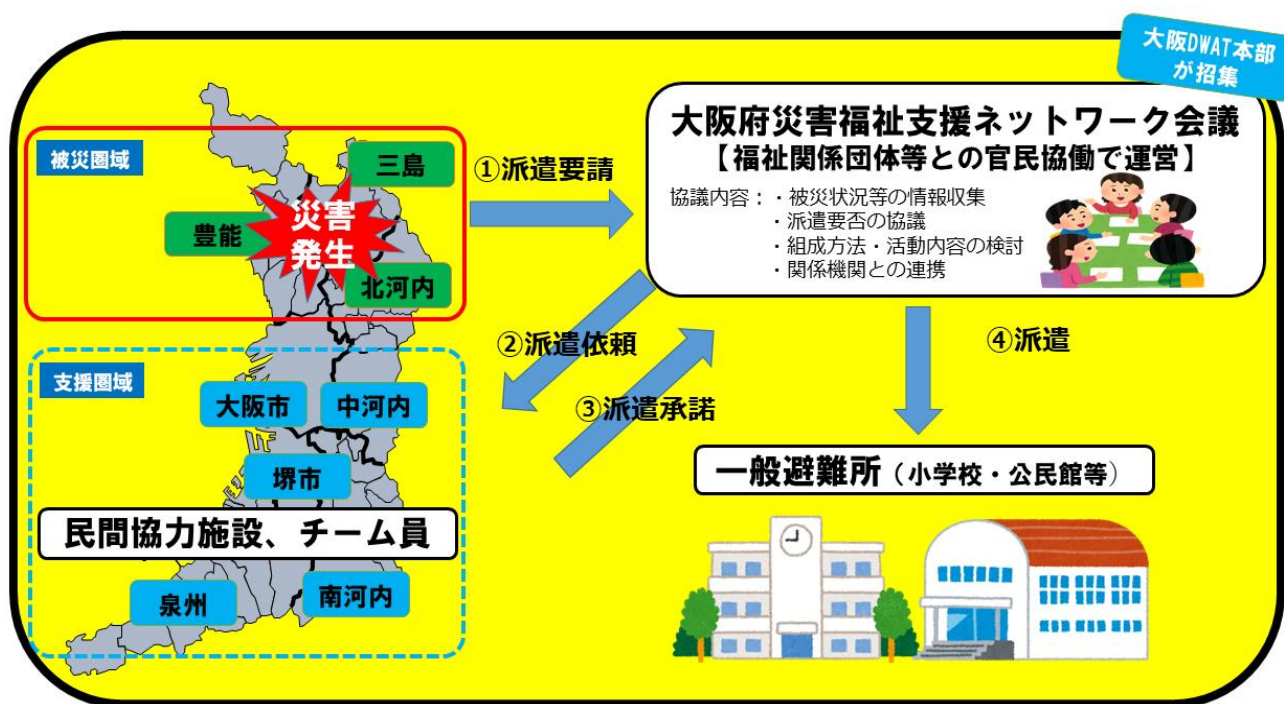 大阪DWAT本部
が招集
大阪府災害福祉支援ネットワーク会議
【福祉関係団体等との官民協働で運営】
協議内容：・被災状況等の情報収集
・派遣要否の協議
・組成方法・活動内容の検討
・関係機関との連携
被災圏域
三島
豊能
災害
発生
北河内
①派遣要請
②派遣依頼
③派遣承諾
④派遣
支援圏域
大阪市
中河内
堺市
民間協力施設、チーム員
泉州
南河内
一般避難所（小学校・公民館等）